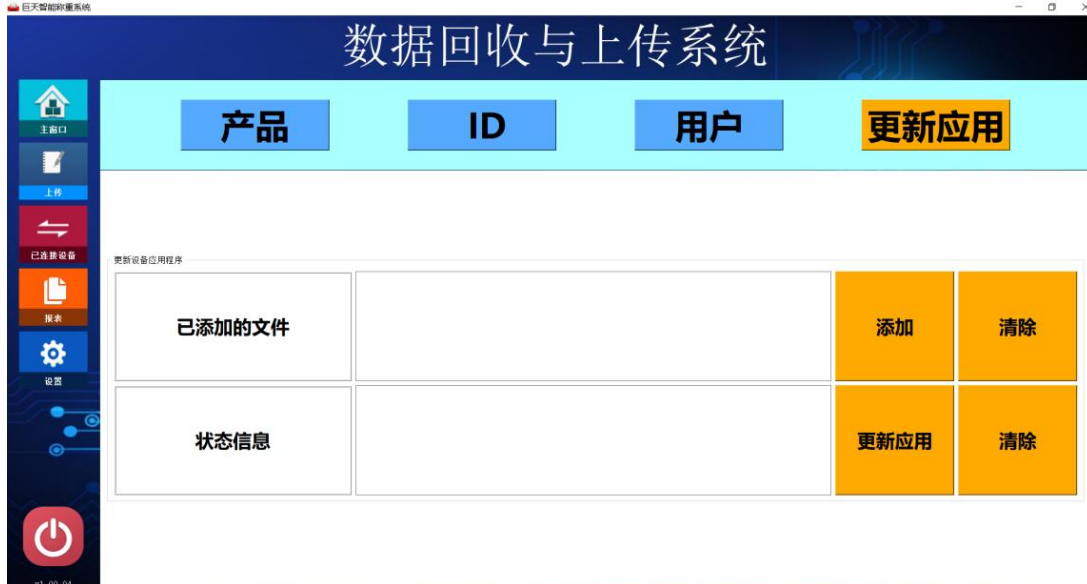 巨天智能称重系统
数据回收与上传系统
主窗口
产品
ID
用户
更新应用
上传
已连接设备
更新设备应用程序
报表
已添加的文件
添加
清除
设置
状态信息
更新应用
清除